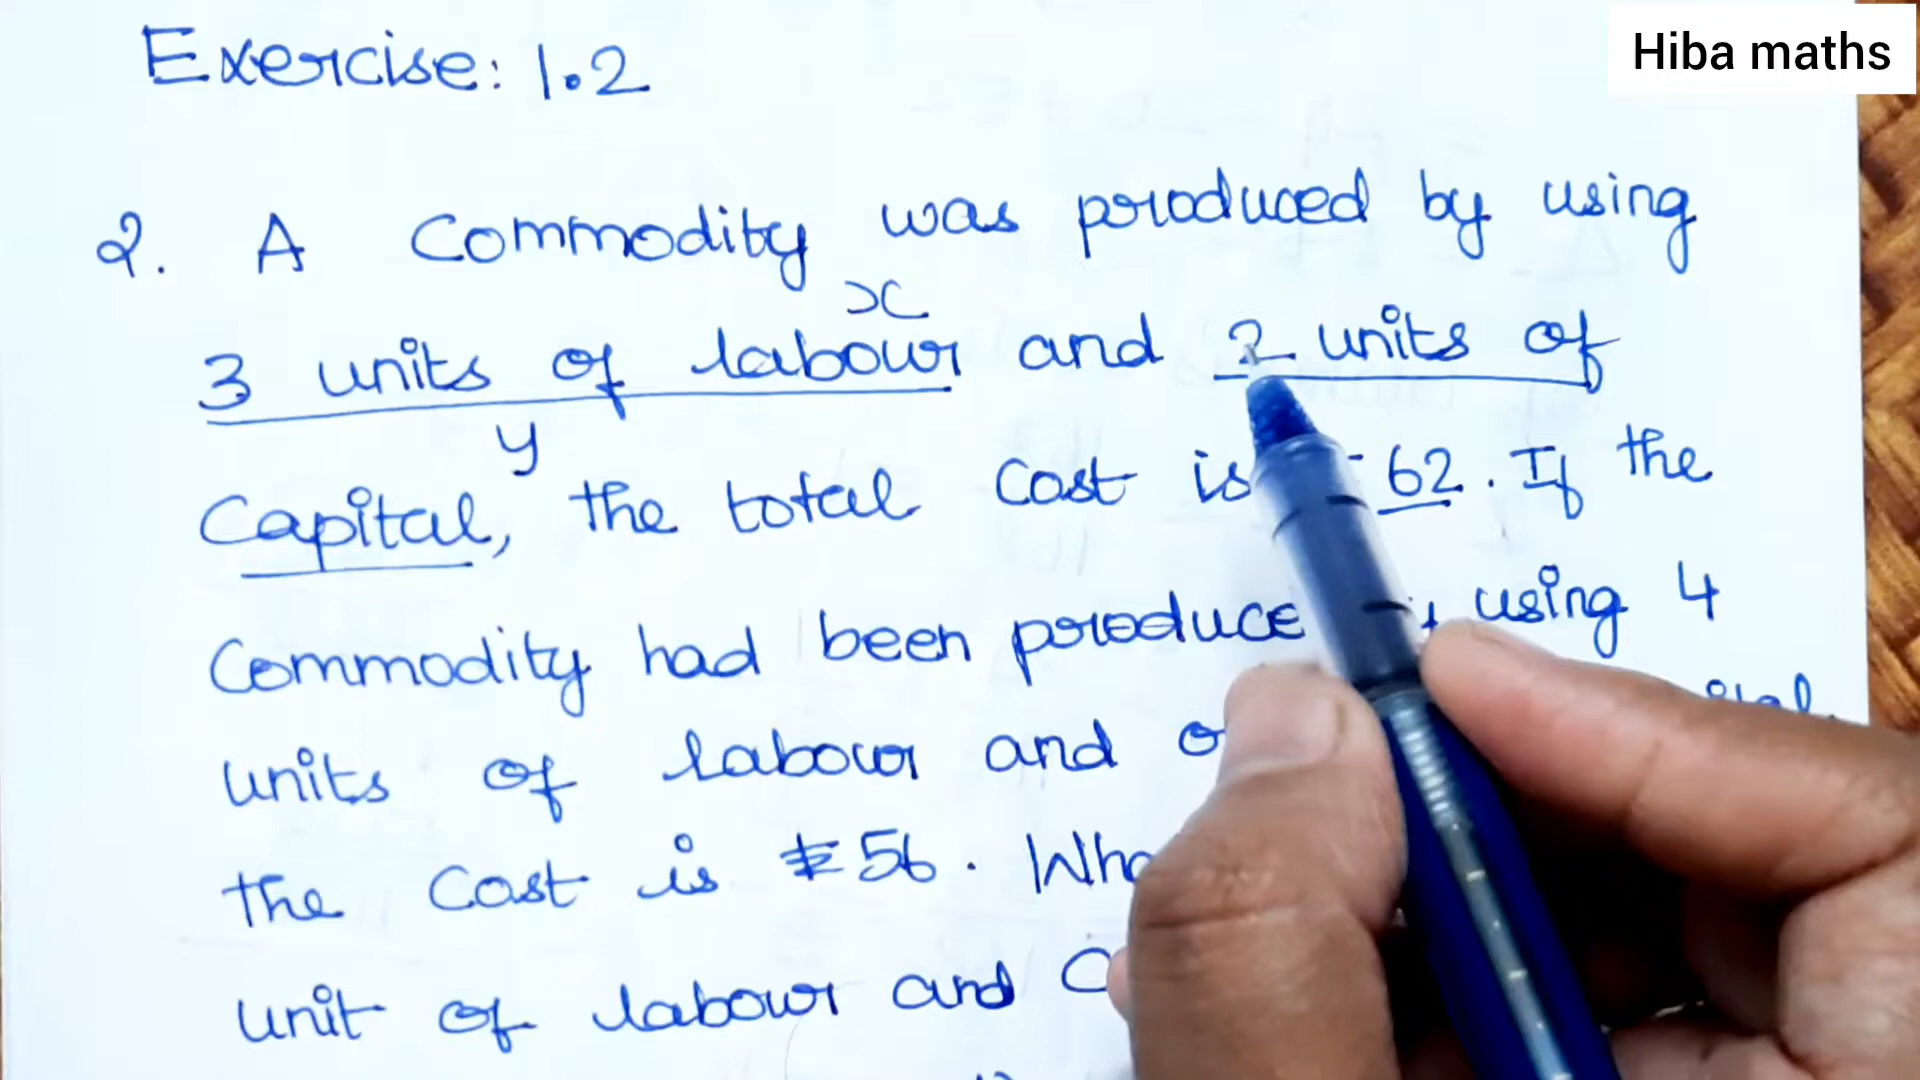 Hiba maths
Exercise: 1.2
2. A Commodity was produced by using
x
3 units of labour and 2 units of
y
Capital, the total cost is 62. If the
Commodity had been produce using 4
units of labour and
the cost is ₹56.
unit of labour and